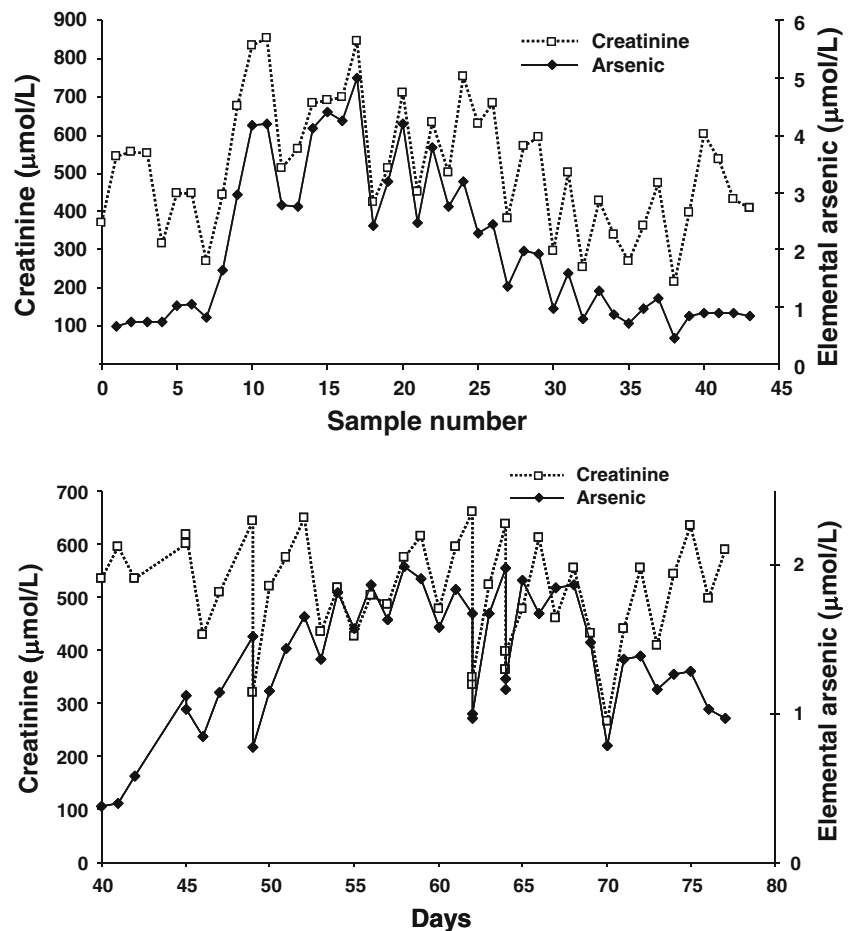 Creatinine
Arsenic
Creatinine (µmol/L)
900
800
700
600
500
400
300
200
100
6
5
4
3
2
1
0
Elemental arsenic (µmol/L)
0 5 10 15 20 25 30 35 40 45
Sample number
Creatinine
Arsenic
Creatinine (µmol/L)
700
600
500
400
300
200
100
0
2
1
0
Elemental arsenic (µmol/L)
40 45 50 55 60 65 70 75 80
Days